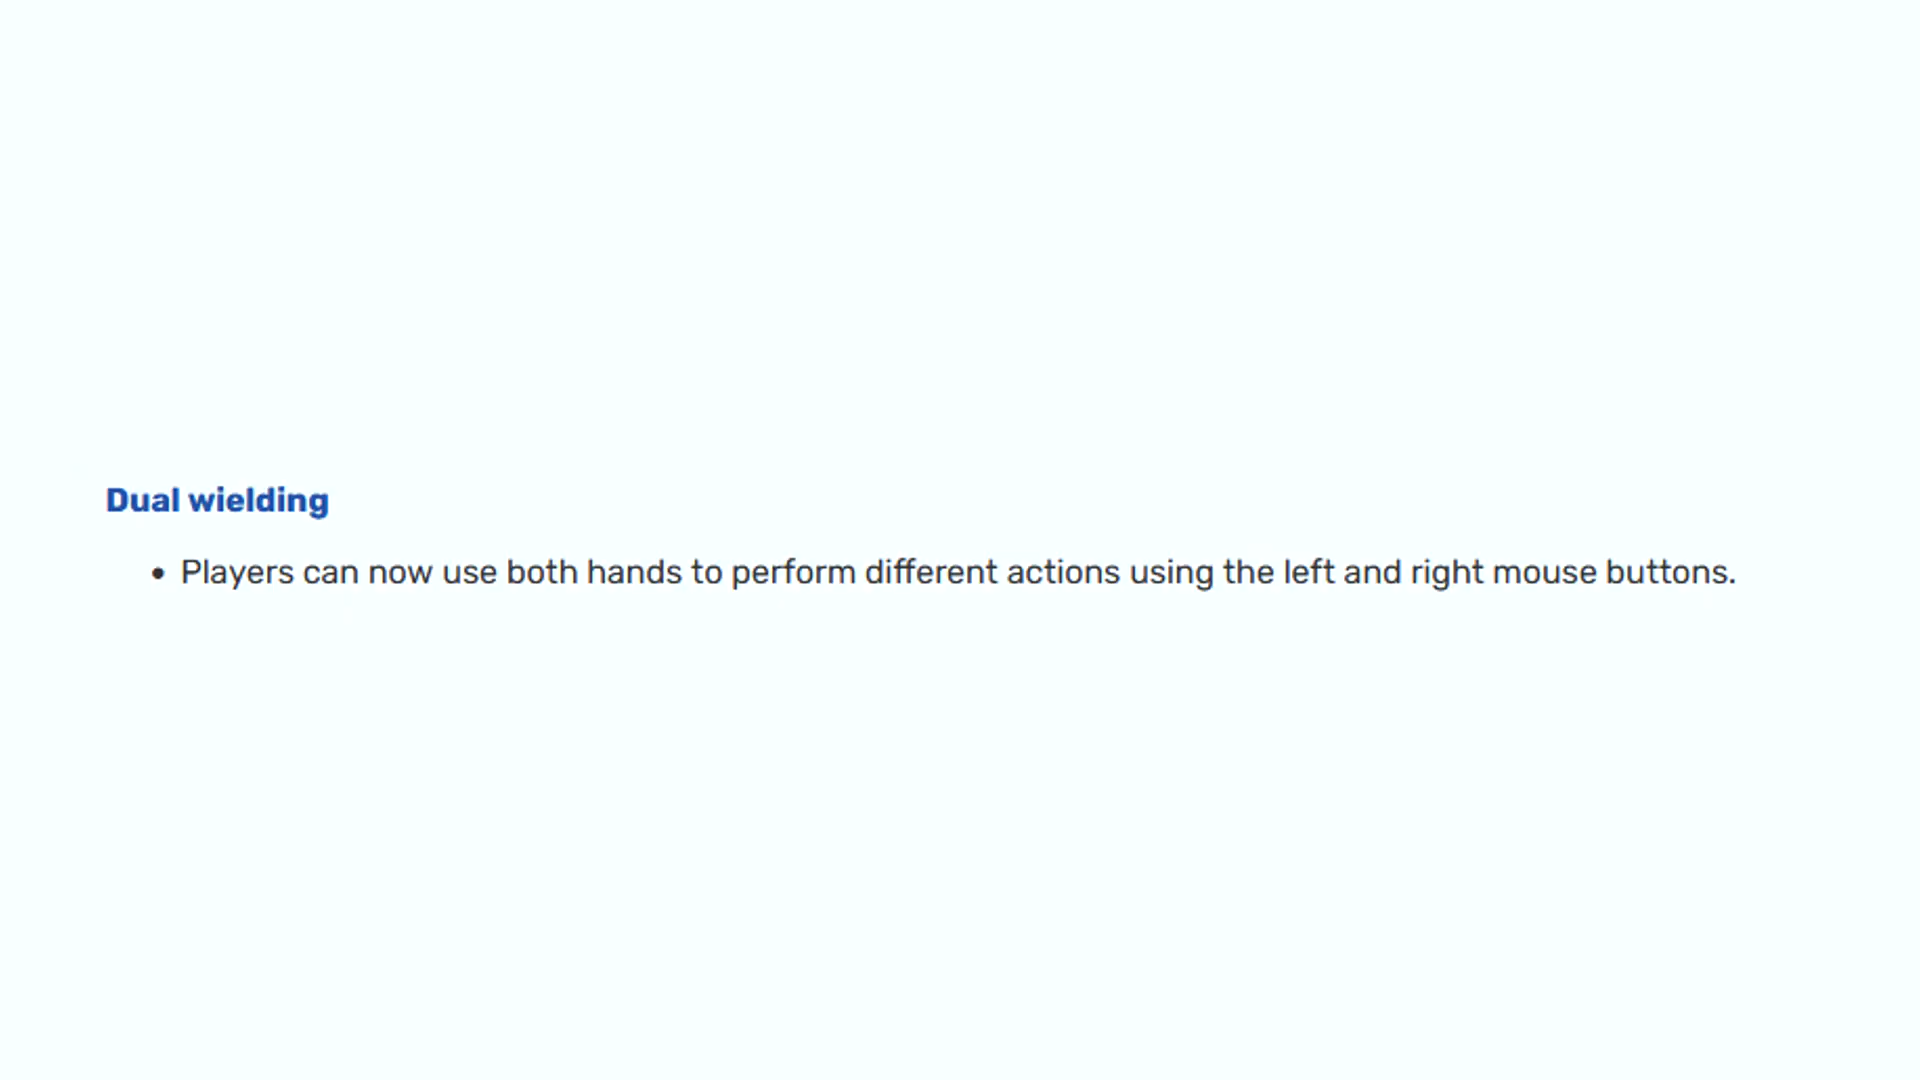 Dual wielding
• Players can now use both hands to perform different actions using the left and right mouse buttons.